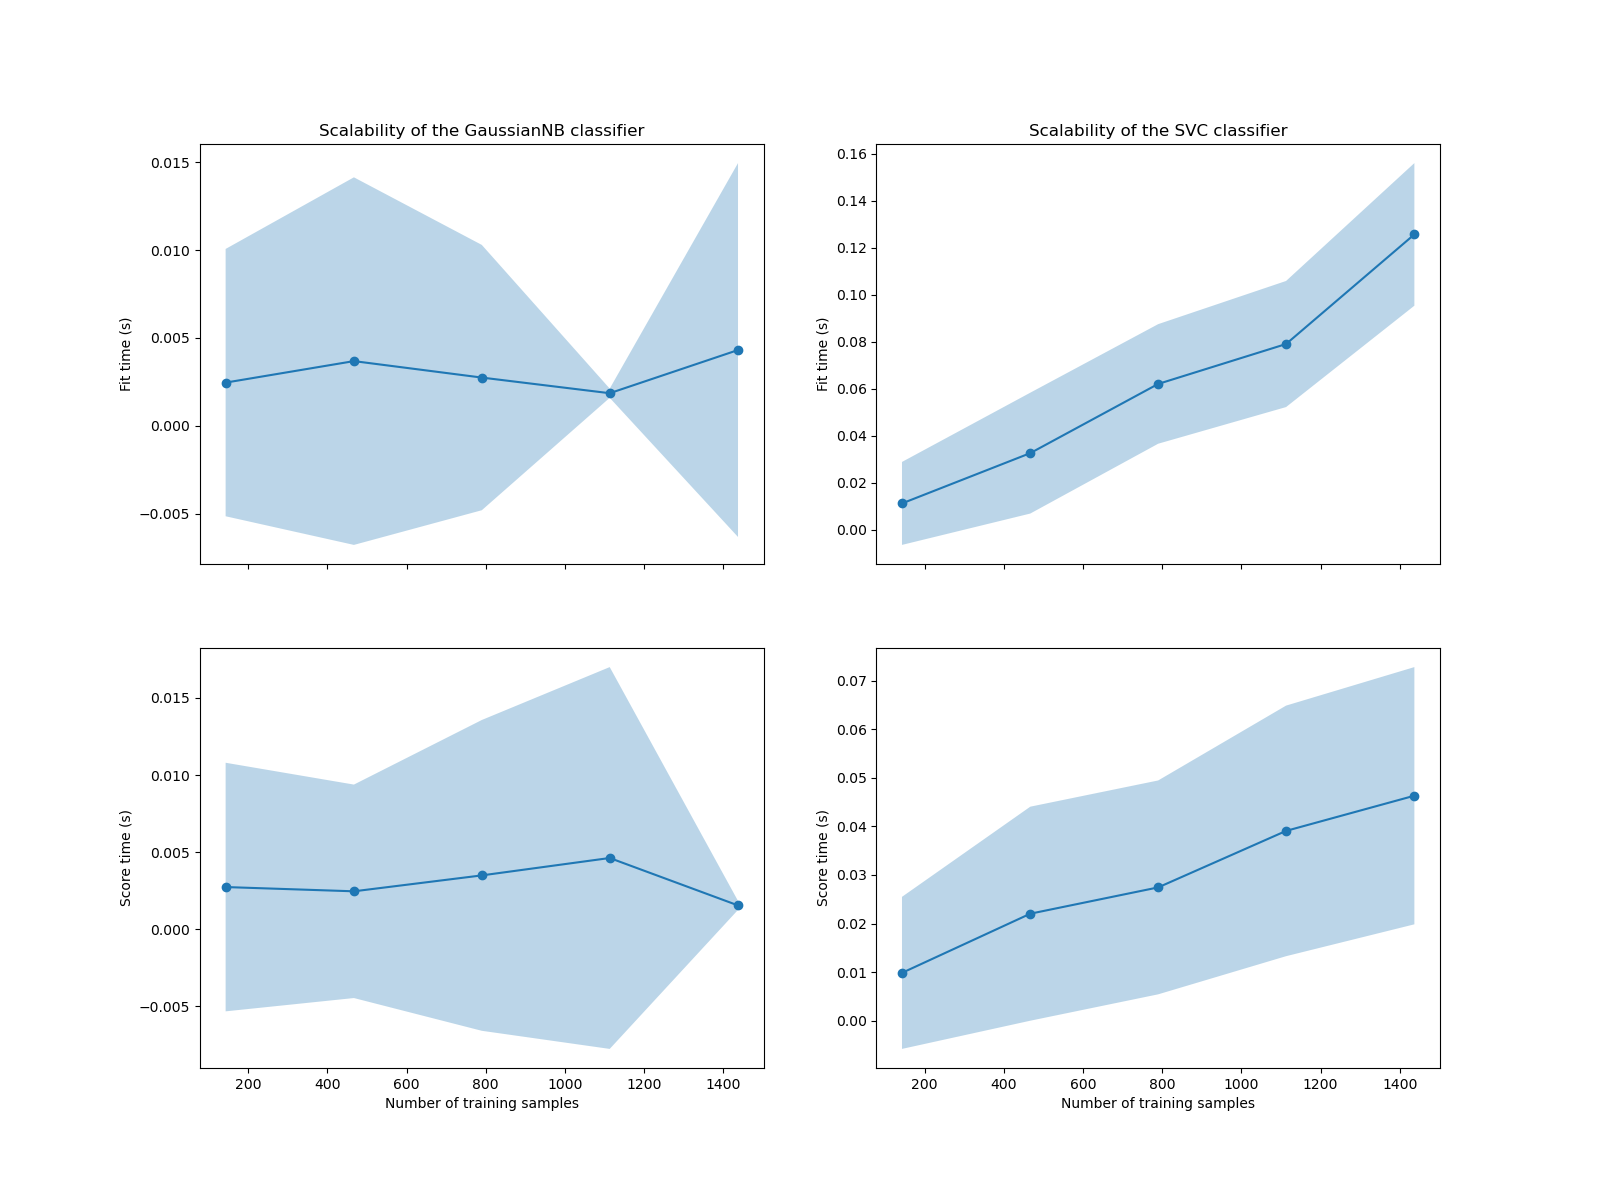 Scalability of the GaussianNB classifier
0.015
0.010
0.005
0.000
−0.005
Fit time (s)
Scalability of the SVC classifier
0.16
0.14
0.12
0.10
0.08
0.06
0.04
0.02
0.00
Fit time (s)
0.015
0.010
0.005
0.000
−0.005
Score time (s)
200 400 600 800 1000 1200 1400
Number of training samples
0.07
0.06
0.05
0.04
0.03
0.02
0.01
0.00
Score time (s)
200 400 600 800 1000 1200 1400
Number of training samples